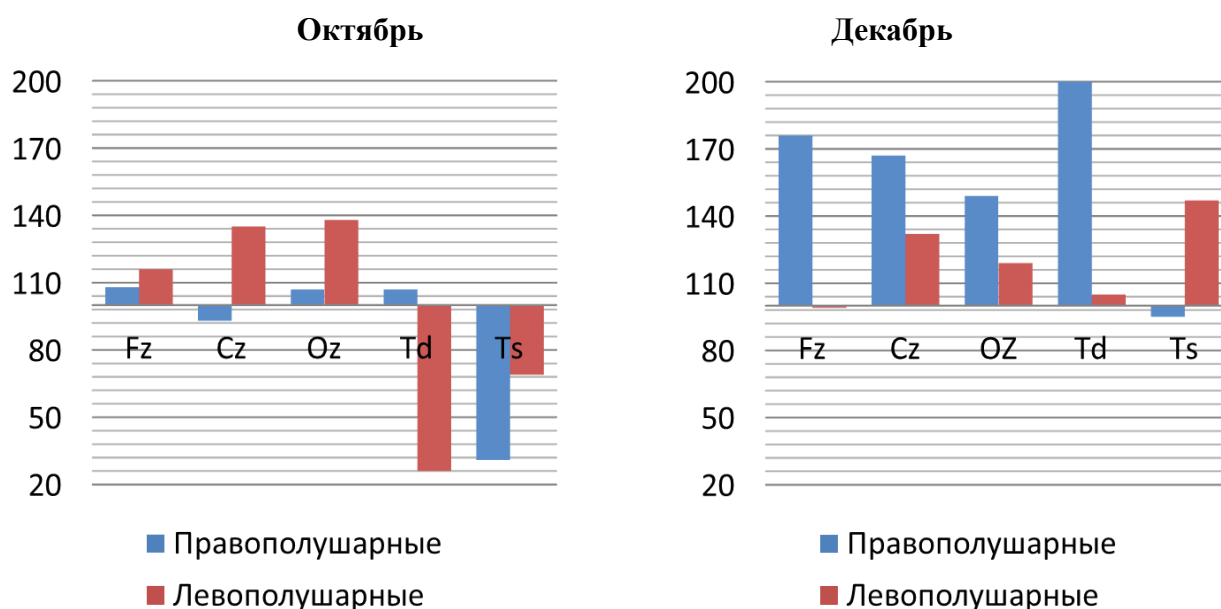 Октябрь
200
170
140
110
80
50
20
Fz Cz Oz Td Ts
Правополушарные
Левополушарные
Декабрь
200
170
140
110
80
50
20
Fz Cz OZ Td Ts
Правополушарные
Левополушарные